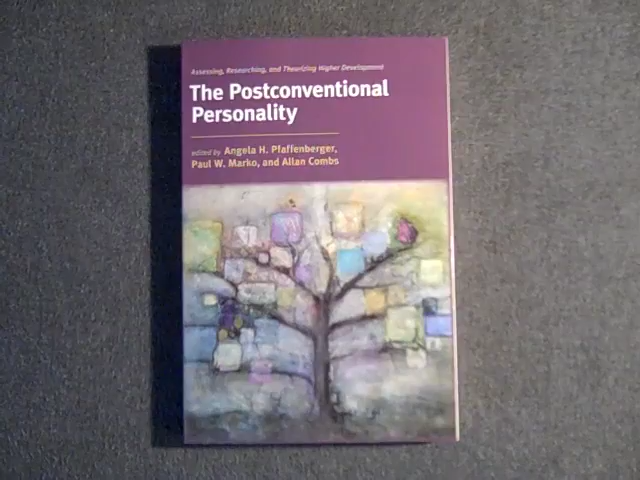 Assessing, Researching, and Theorizing Higher Development
The Postconventional
Personality
edited by Angela H. Pfaffenberger,
Paul W. Marko, and Allan Combs